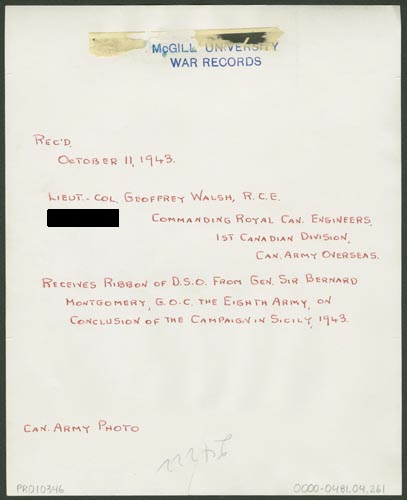 McGILL UNIVERSITY
WAR RECORDS
REC'D.
OCTOBER 11, 1943.
LIEUT.-COL. GEOFFREY WALSH, R.C.E.
COMMANDING ROYAL CAN. ENGINEERS,
1ST CANADIAN DIVISION,
CAN. ARMY OVERSEAS.
RECEIVES RIBBON OF D.S.O. FROM GEN. SIR BERNARD
MONTGOMERY, G.O.C. THE EIGHTH ARMY, ON
CONCLUSION OF THE CAMPAIGN IN SICILY, 1943.
CAN. ARMY PHOTO
PR010346
0000-0481.04.261